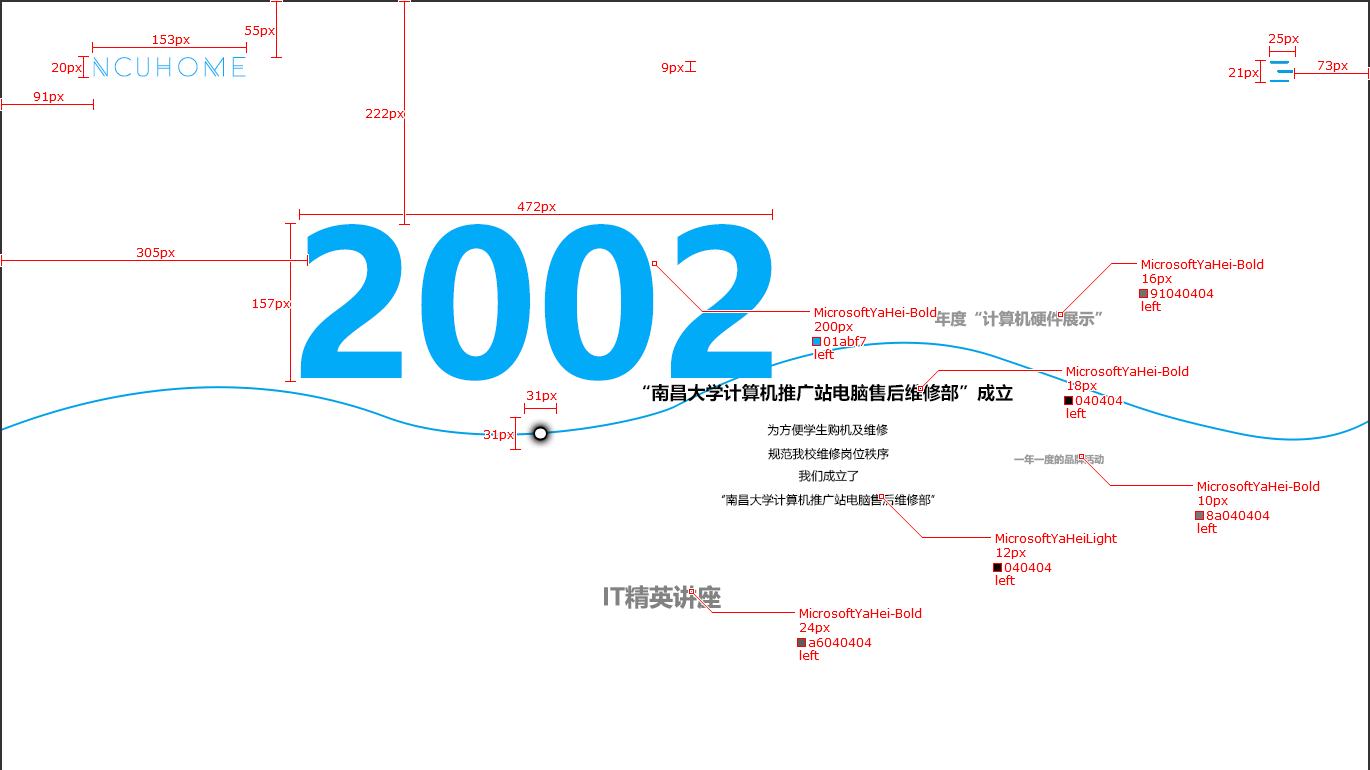 55px
153px
25px
NCUHOME
20px
9px
21px
73px
91px
222px
472px
305px
2002
157px
MicrosoftYaHei-Bold
16px
91040404
left
MicrosoftYaHei-Bold
200px
01abf7
left
年度“计算机硬件展示”
MicrosoftYaHei-Bold
18px
040404
left
“南昌大学计算机推广站电脑售后维修部”成立
31px
31px
为方便学生购机及维修
规范我校维修岗位秩序
我们成立了
“南昌大学计算机推广站电脑售后维修部”
一年一度的品牌活动
MicrosoftYaHei-Bold
10px
8a040404
left
MicrosoftYaHeiLight
12px
040404
left
IT精英讲座
MicrosoftYaHei-Bold
24px
a6040404
left